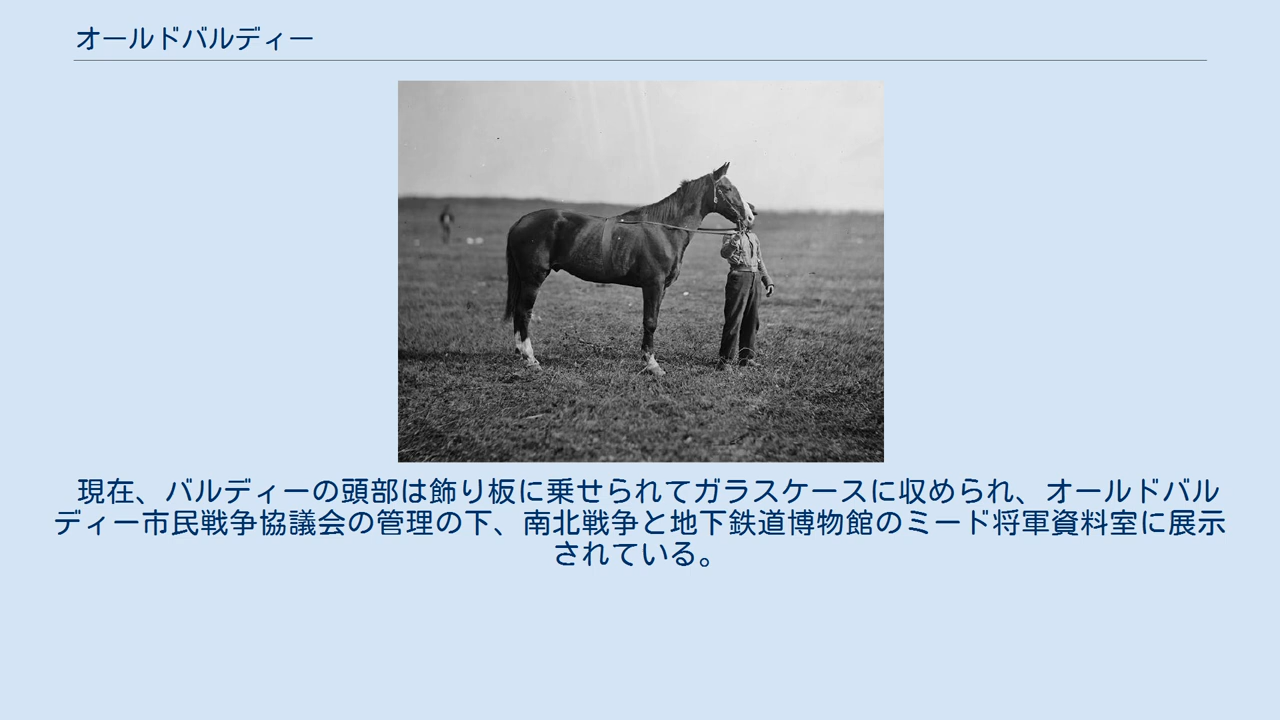 オールドバルディー
現在、バルディーの頭部は飾り板に乗せられてガラスケースに収められ、オールドバル
ディー市民戦争協議会の管理の下、南北戦争と地下鉄道博物館のミード将軍資料室に展示
されている。